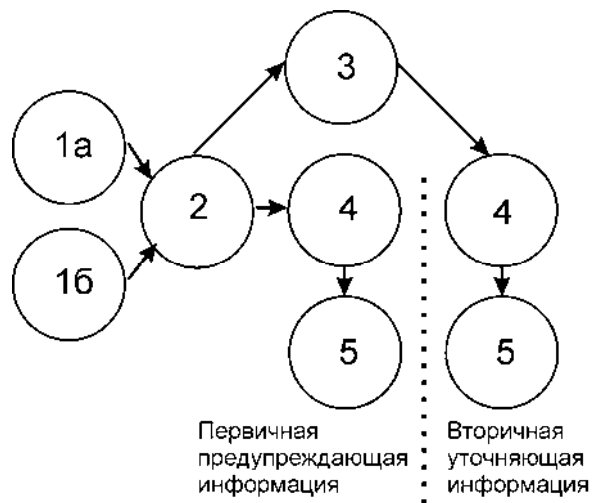 3
1а
2
4
4
1б
5
5
Первичная
предупреждающая
информация
Вторичная
уточняющая
информация